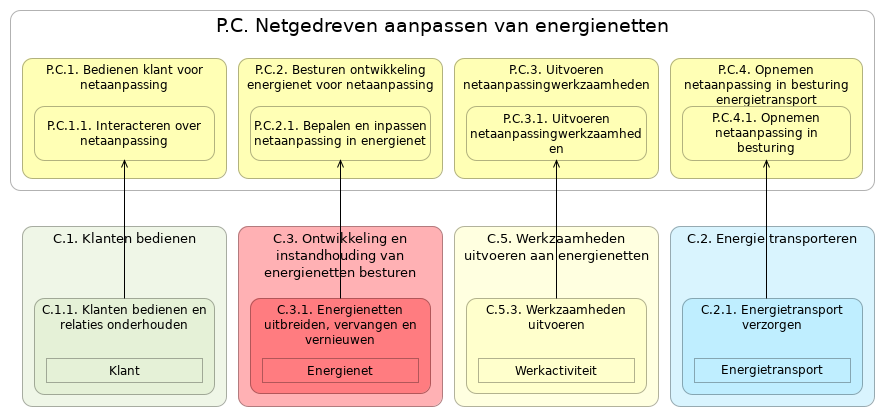 P.C. Netgedreven aanpassen van energienetten
P.C.1. Bedienen klant voor
netaanpassing
P.C.1.1. Interacteren over
netaanpassing
P.C.2. Besturen ontwikkeling
energienet voor netaanpassing
P.C.2.1. Bepalen en inpassen
netaanpassing in energienet
P.C.3. Uitvoeren
netaanpassingwerkzaamheden
P.C.3.1. Uitvoeren
netaanpassingwerkzaamhed
en
P.C.4. Opnemen
netaanpassing in besturing
energietransport
P.C.4.1. Opnemen
netaanpassing in
besturing
C.1. Klanten bedienen
C.1.1. Klanten bedienen en
relaties onderhouden
Klant
C.3. Ontwikkeling en
instandhouding van
energienetten besturen
C.3.1. Energienetten
uitbreiden, vervangen en
vernieuwen
Energienet
C.5. Werkzaamheden
uitvoeren aan energienetten
C.5.3. Werkzaamheden
uitvoeren
Werkactiviteit
C.2. Energie transporteren
C.2.1. Energietransport
verzorgen
Energietransport